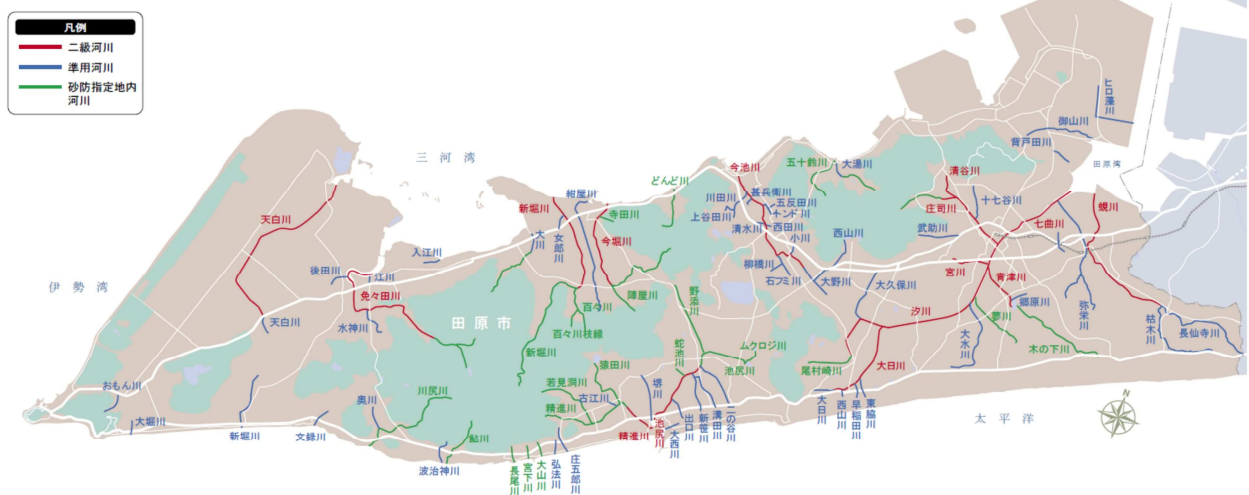 凡例
二級河川
準用河川
砂防指定地内
河川
三河湾
伊勢湾
田原湾
太平洋
田原市
N
ヒロ藻川
御山川
背戸田川
どんど川
今池川
五十鈴川
大湯川
清谷川
十七谷川
庄司川
七曲川
蜆川
武助川
川田川
甚兵衛川
五反田川
トンド川
上谷田川
清水川
西田川
小川
西山川
柳橋川
石フミ川
大野川
大久保川
宮川
青津川
郷原川
夢川
弥栄川
汐川
大水川
木の下川
枯木川
長仙寺川
紺屋川
新堀川
寺田川
女郎川
大川
今堀川
天白川
入江川
後田川
江川
免々田川
水神川
天白川
百々川
陣屋川
百々川枝線
新堀川
野添川
蛇池川
ムクロジ川
池尻川
尾村崎川
大日川
猿田川
若見洞川
古江川
堺川
精進川
おもん川
大堀川
新堀川
文録川
奥川
川尻川
鮎川
波治神川
長尾川
宮下川
大山川
弘法川
庄五郎川
精進川
池尻川
大西川
出口川
新笹川
溝田川
二の谷川
大日川
西山川
早稲田川
東脇川